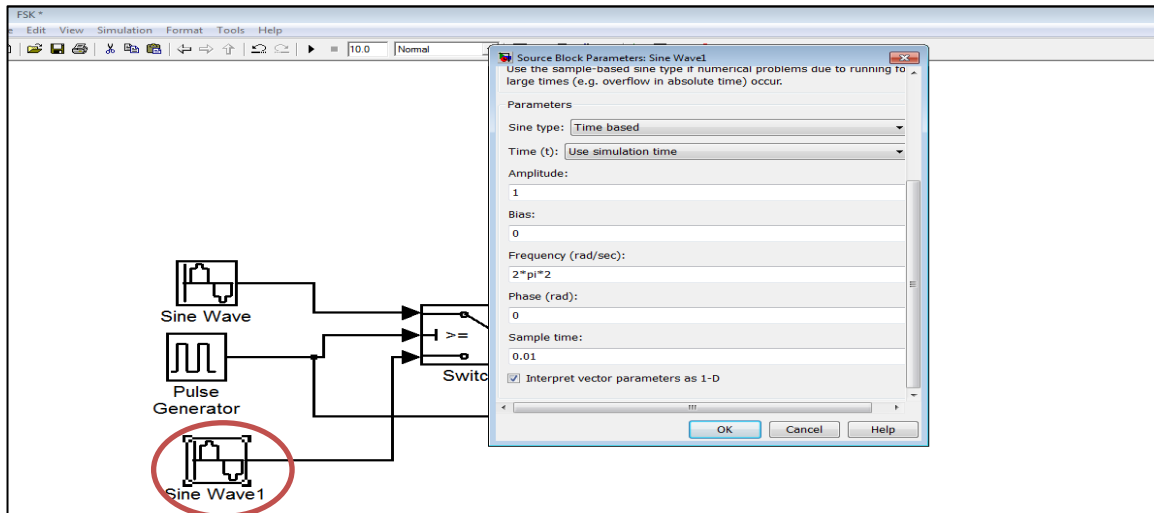 FSK *
e Edit View Simulation Format Tools Help
10.0 Normal
Source Block Parameters: Sine Wave1
Use the sample-based sine type if numerical problems due to running fo
large times (e.g. overflow in absolute time) occur.
Parameters
Sine type: Time based
Time (t): Use simulation time
Amplitude:
1
Bias:
0
Frequency (rad/sec):
2*pi*2
Phase (rad):
0
Sample time:
0.01
Interpret vector parameters as 1-D
OK Cancel Help
Sine Wave
>=
Switc
Pulse
Generator
Sine Wave1